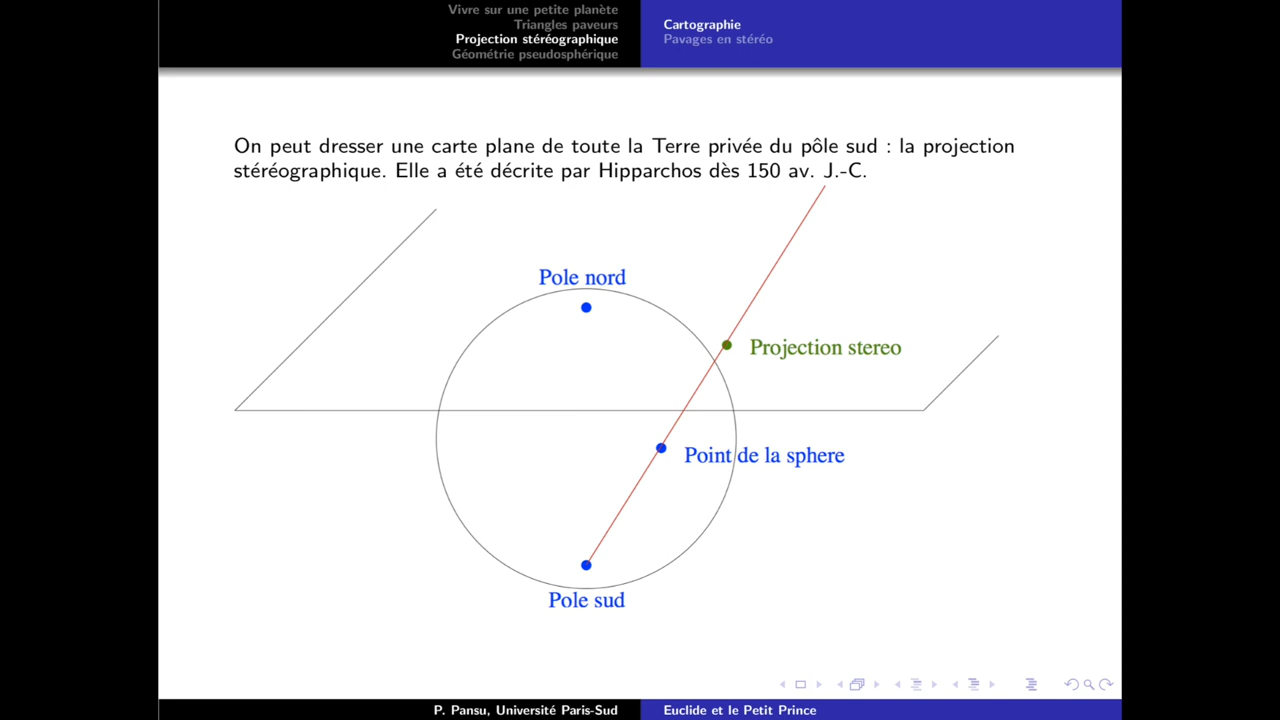 Vivre sur une petite planète
Triangles paveurs
Projection stéréographique
Géométrie pseudosphérique
Cartographie
Pavages en stéréo
On peut dresser une carte plane de toute la Terre privée du pôle sud : la projection
stéréographique. Elle a été décrite par Hipparchos dès 150 av. J.-C.
Pole nord
Projection stereo
Point de la sphere
Pole sud
P. Pansu, Université Paris-Sud
Euclide et le Petit Prince